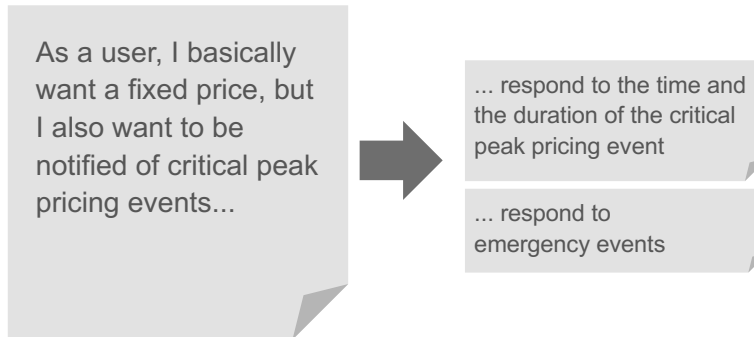 As a user, I basically
want a fixed price, but
I also want to be
notified of critical peak
pricing events...
... respond to the time and
the duration of the critical
peak pricing event
... respond to
emergency events